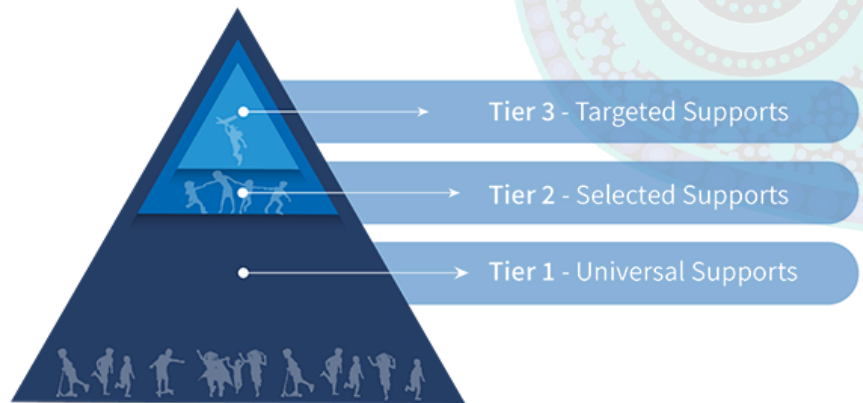 Tier 3 - Targeted Supports
Tier 2 - Selected Supports
Tier 1 - Universal Supports